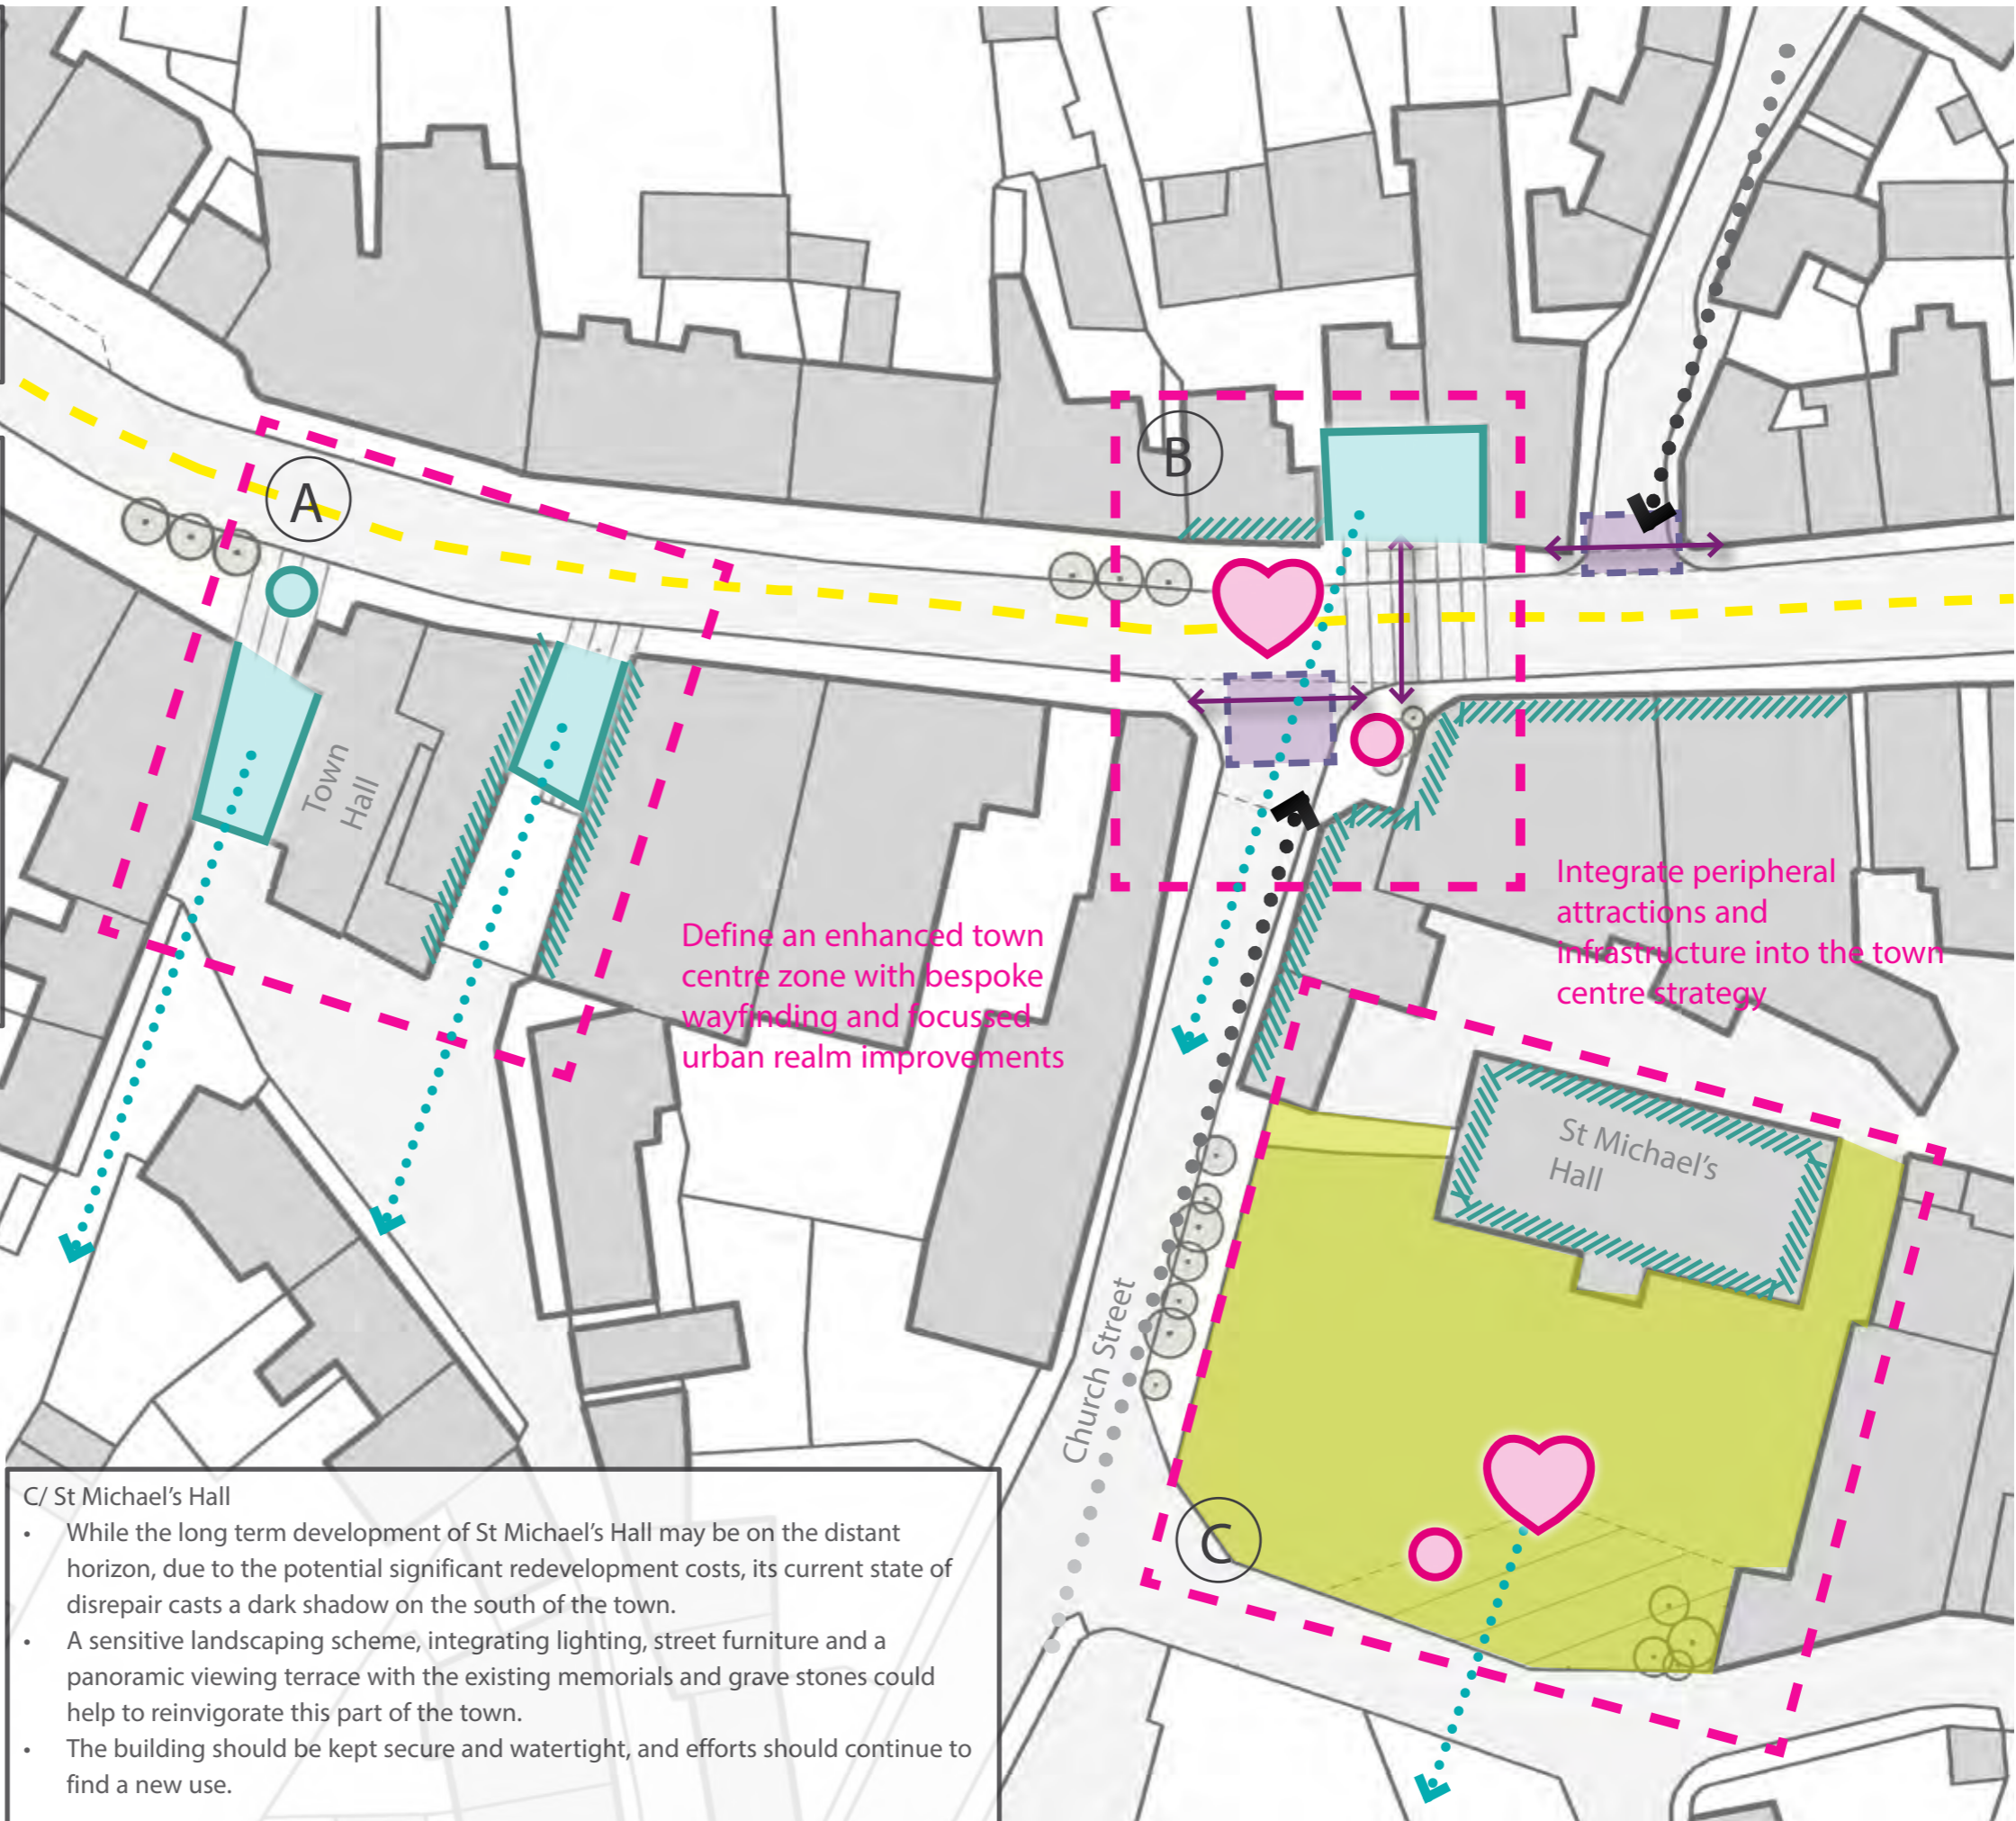 A
B
Town
Hall
Integrate peripheral
attractions and
infrastructure into the town
centre strategy
Define an enhanced town
centre zone with bespoke
wayfinding and focussed
urban realm improvements
St Michael's
Hall
Church Street
C
C/ St Michael's Hall
• While the long term development of St Michael's Hall may be on the distant
horizon, due to the potential significant redevelopment costs, its current state of
disrepair casts a dark shadow on the south of the town.
• A sensitive landscaping scheme, integrating lighting, street furniture and a
panoramic viewing terrace with the existing memorials and grave stones could
help to reinvigorate this part of the town.
• The building should be kept secure and watertight, and efforts should continue to
find a new use.